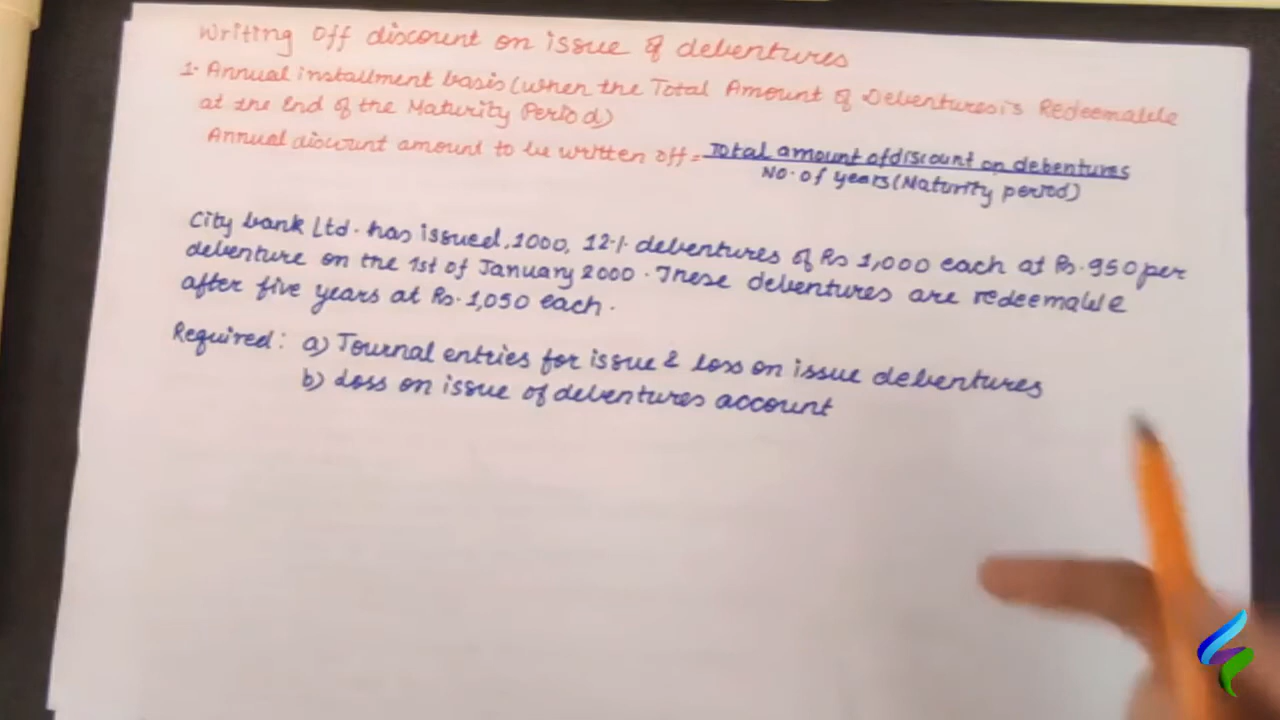 Writing off discount on issue of debentures
1. Annual installment basis (when the Total Amount of Debentures is Redeemable
at the End of the Maturity Period)
Annual discount amount to be written off = Total amount of discount on debentures
No. of years (Maturity period)
City bank Ltd. has issued, 1000, 12% debentures of Rs 1,000 each at Rs. 950 per
debenture on the 1st of January 2000. These debentures are redeemable
after five years at Rs. 1,050 each.
Required: a) Journal entries for issue & loss on issue debentures
b) Loss on issue of debentures account